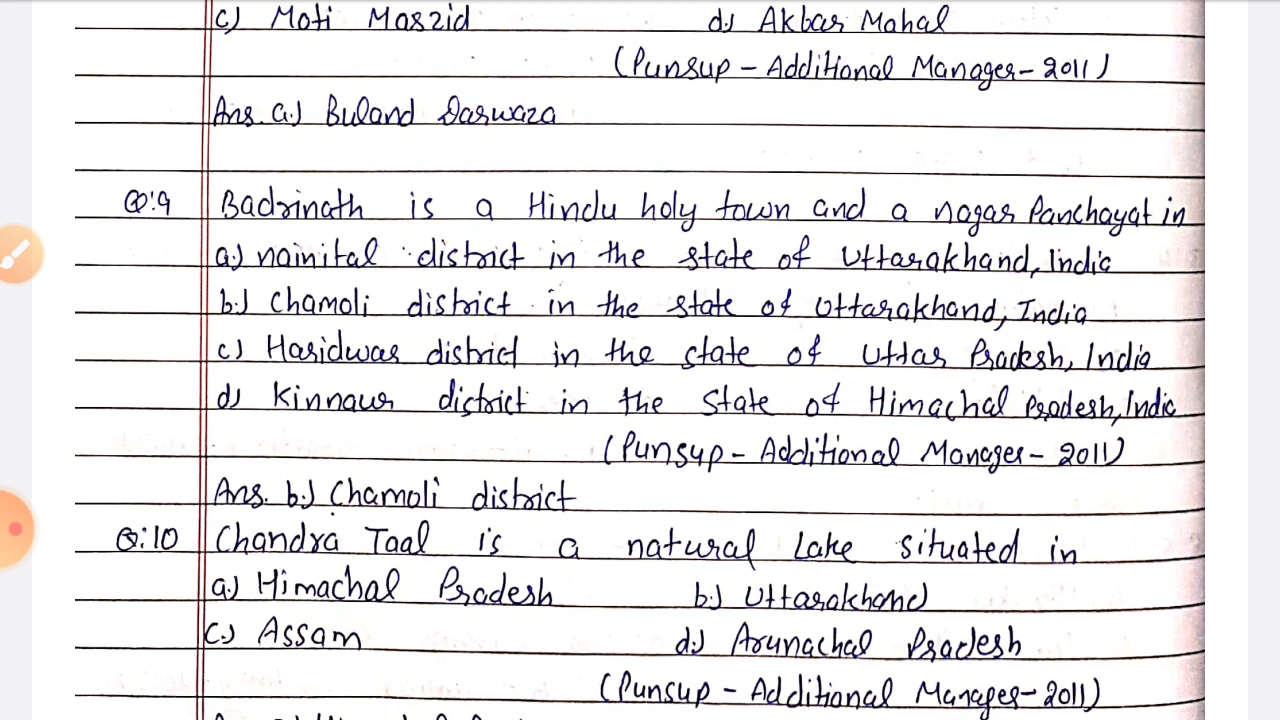 c) Moti Maszid d.) Akbar Mahal
(Punsup - Additional Manager - 2011)
Ans. a.) Buland Darwaza
Q:9 Badrinath is a Hindu holy town and a nagar Panchayat in
a.) nainital district in the state of Uttarakhand, India
b.) Chamoli district in the state of Uttarakhand, India
c) Haridwar district in the state of Uttar Pradesh, India
d) Kinnaur district in the State of Himachal Pradesh, India
(Punsup - Additional Manager - 2011)
Ans. b.) Chamoli district
Q:10 Chandra Taal is a natural Lake situated in
a.) Himachal Pradesh b.) Uttarakhand
c.) Assam d.) Arunachal Pradesh
(Punsup - Additional Manager - 2011)